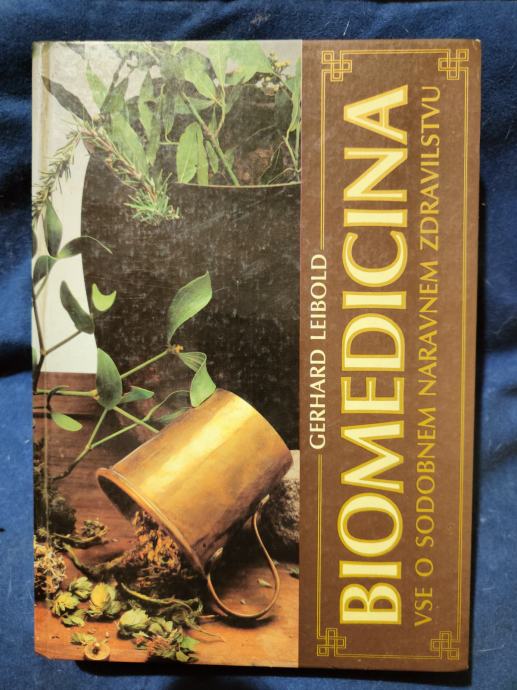 GERHARD LEIBOLD
BIOMEDICINA
VSE O SODOBNEM NARAVNEM ZDRAVILSTVU